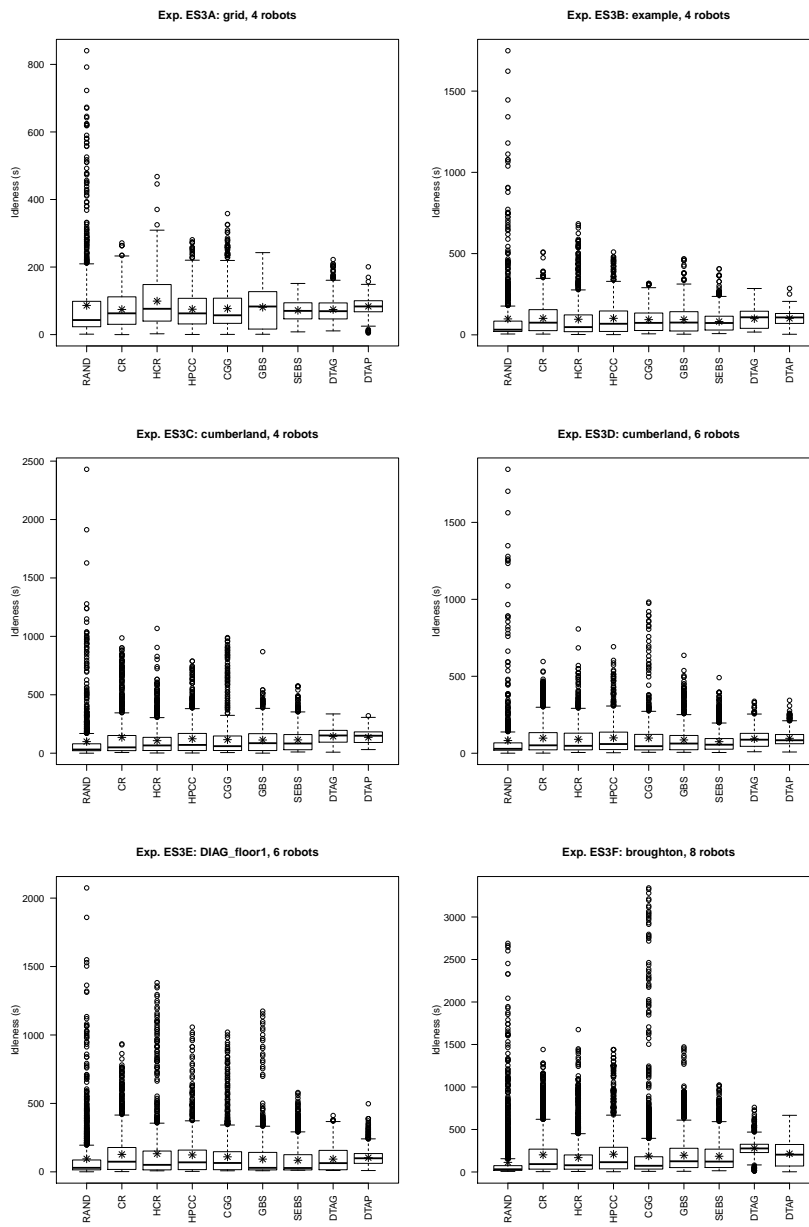 Exp. ES3A: grid, 4 robots
Idleness (s)
800
600
400
200
0
RAND
CR
HCR
HPCC
CGG
GBS
SEBS
DTAG
DTAP
Exp. ES3B: example, 4 robots
Idleness (s)
1500
1000
500
0
RAND
CR
HCR
HPCC
CGG
GBS
SEBS
DTAG
DTAP
Exp. ES3C: cumberland, 4 robots
Idleness (s)
2500
2000
1500
1000
500
0
RAND
CR
HCR
HPCC
CGG
GBS
SEBS
DTAG
DTAP
Exp. ES3D: cumberland, 6 robots
Idleness (s)
1500
1000
500
0
RAND
CR
HCR
HPCC
CGG
GBS
SEBS
DTAG
DTAP
Exp. ES3E: DIAG_floor1, 6 robots
Idleness (s)
2000
1500
1000
500
0
RAND
CR
HCR
HPCC
CGG
GBS
SEBS
DTAG
DTAP
Exp. ES3F: broughton, 8 robots
Idleness (s)
3000
2500
2000
1500
1000
500
0
RAND
CR
HCR
HPCC
CGG
GBS
SEBS
DTAG
DTAP